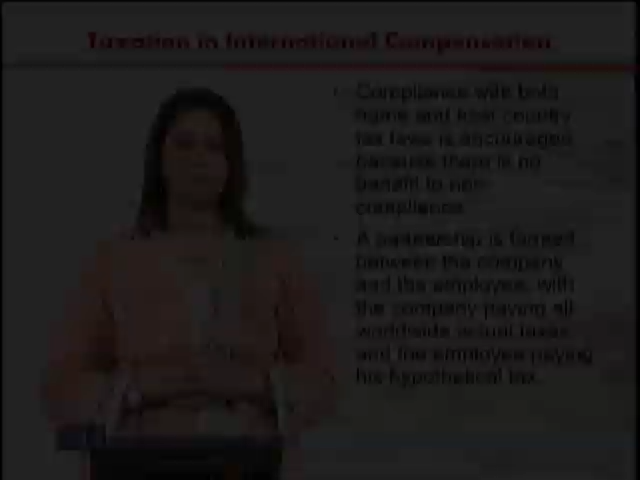 Taxation in International Compensation
Compliance with both
home and host country
tax laws is encouraged
because there is no
benefit to non-
compliance.
A partnership is formed
between the company
and the employee, with
the company paying all
worldwide actual taxes
and the employee paying
his hypothetical tax.